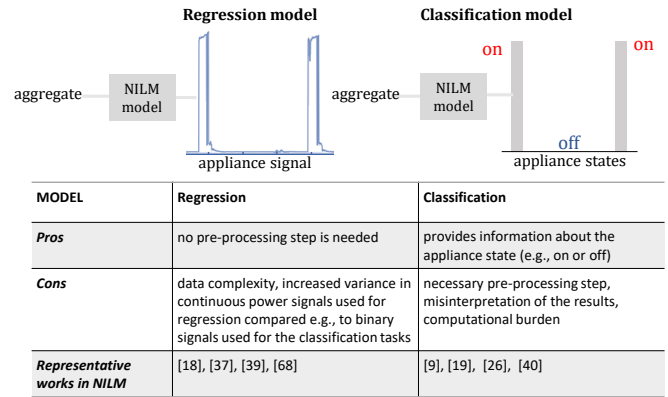 Regression model
Classification model
on
on
aggregate
NILM
model
aggregate
NILM
model
off
appliance signal
appliance states
MODEL
Regression
Classification
Pros
no pre-processing step is needed
provides information about the
appliance state (e.g., on or off)
Cons
data complexity, increased variance in
continuous power signals used for
regression compared e.g., to binary
signals used for the classification tasks
necessary pre-processing step,
misinterpretation of the results,
computational burden
Representative
works in NILM
[18], [37], [39], [68]
[9], [19], [26], [40]